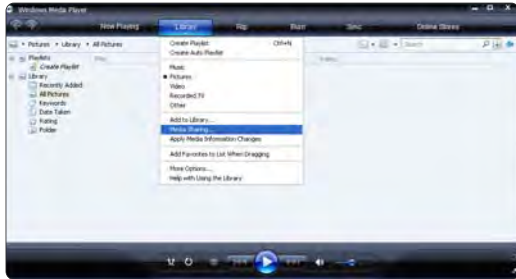 Windows Media Player
Now Playing Library Rip Burn Sync Online Stores
Pictures Library All Pictures Search
Playlists
Create Playlist
Library
Recently Added
All Pictures
Keywords
Date Taken
Rating
Folder
Create Playlist Ctrl+N
Create Auto Playlist
Music
Pictures
Video
Recorded TV
Other
Add to Library...
Media Sharing...
Apply Media Information Changes
Add Favorites to List When Dragging
More Options...
Help with Using the Library